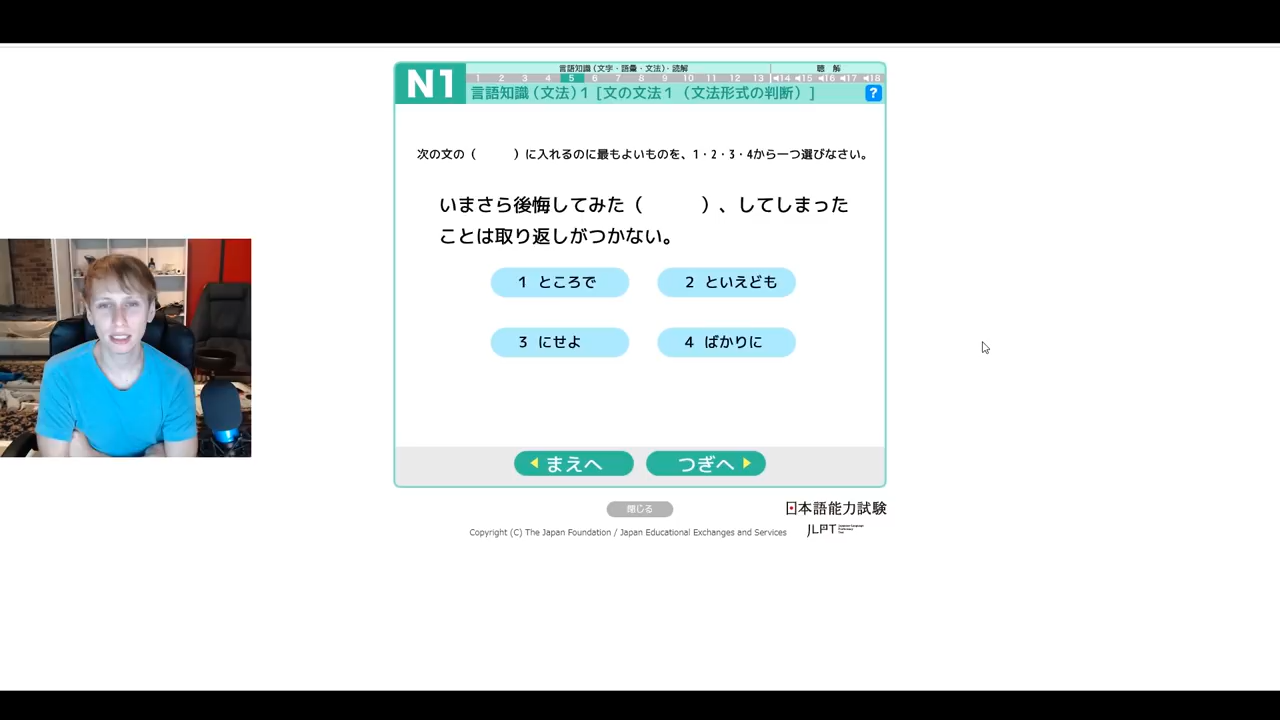 N1
言語知識（文字・語彙・文法）・読解
聴 解
1 2 3 4 5 6 7 8 9 10 11 12 13 14 15 16 17 18
言語知識（文法）1［文の文法1（文法形式の判断）］
?
次の文の（　　　）に入れるのに最もよいものを、1・2・3・4から一つ選びなさい。
いまさら後悔してみた（　　　）、してしまった
ことは取り返しがつかない。
1 ところで
2 といえども
3 にせよ
4 ばかりに
まえへ
つぎへ
閉じる
日本語能力試験
Copyright (C) The Japan Foundation / Japan Educational Exchanges and Services
JLPT